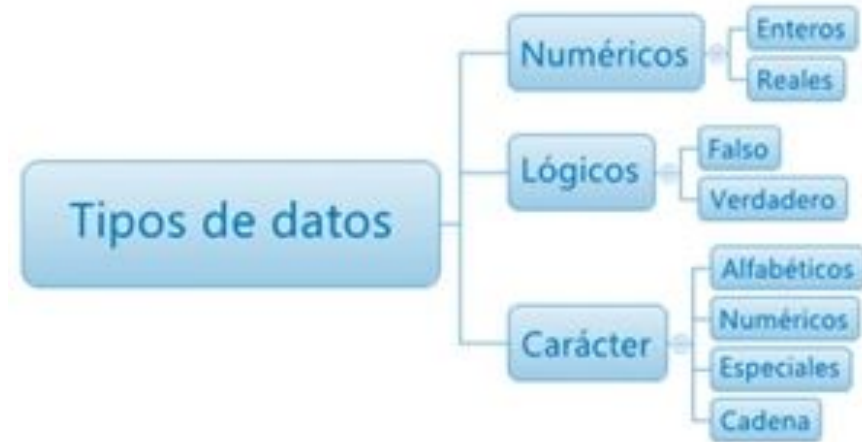 Tipos de datos
Numéricos
Enteros
Reales
Lógicos
Falso
Verdadero
Carácter
Alfabéticos
Numéricos
Especiales
Cadena